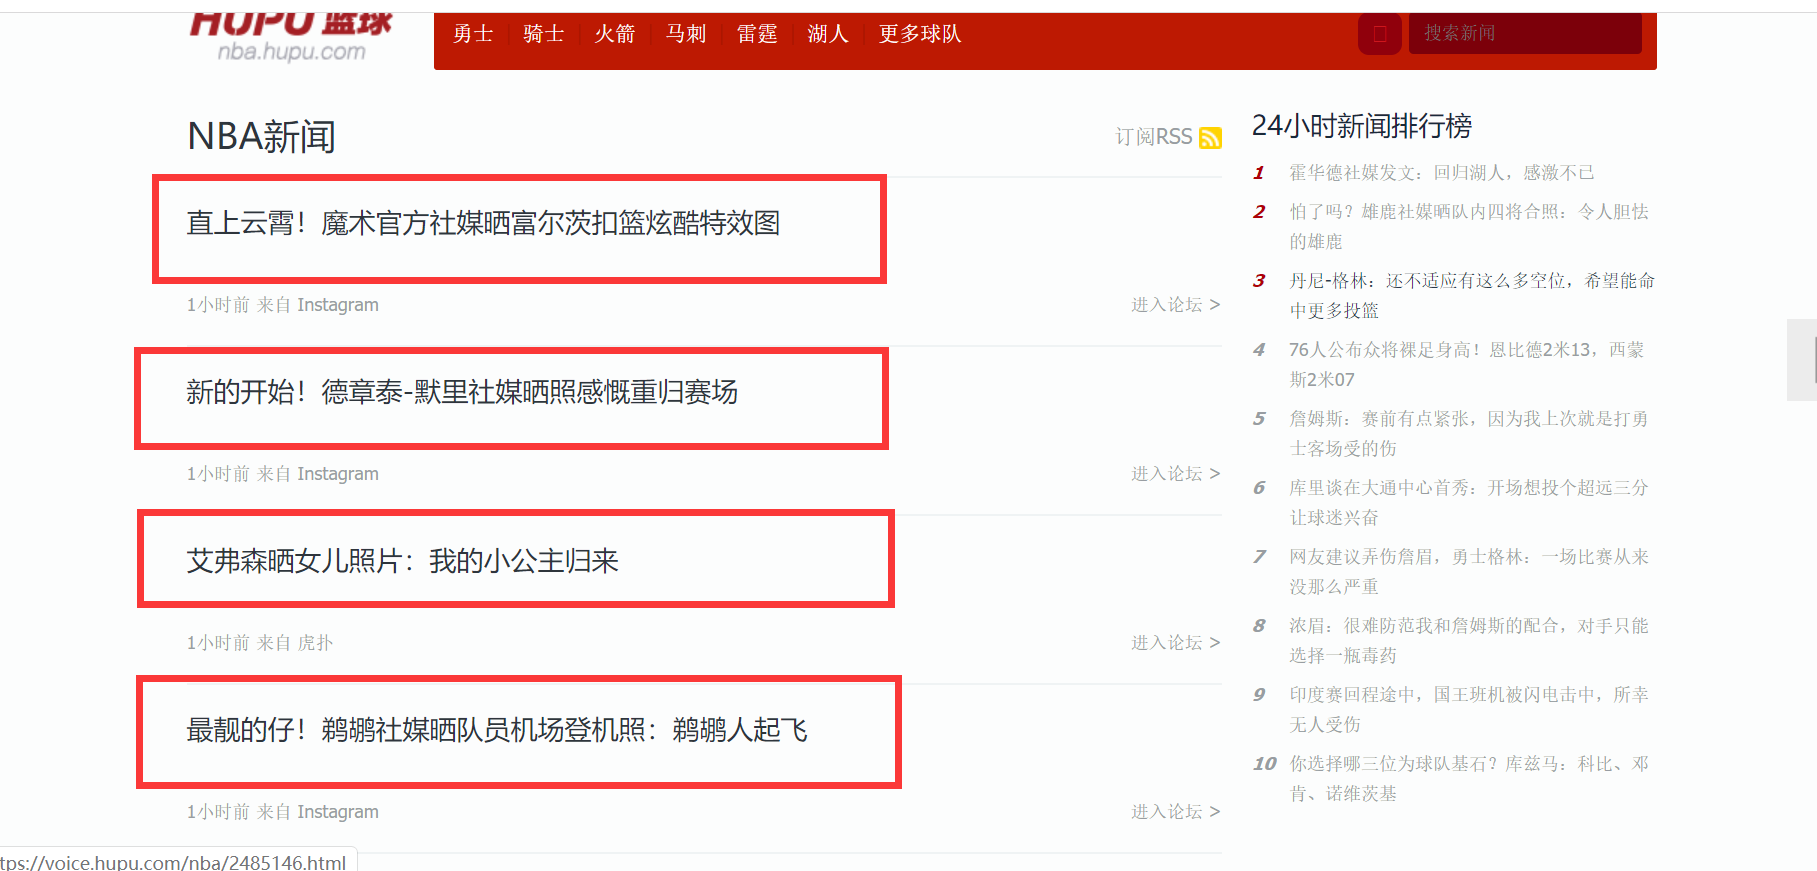 HUPU 篮球
nba.hupu.com
勇士 骑士 火箭 马刺 雷霆 湖人 更多球队
搜索新闻
NBA新闻
订阅RSS
直上云霄！魔术官方社媒晒富尔茨扣篮炫酷特效图
1小时前 来自 Instagram
进入论坛 >
新的开始！德章泰-默里社媒晒照感慨重归赛场
1小时前 来自 Instagram
进入论坛 >
艾弗森晒女儿照片：我的小公主归来
1小时前 来自 虎扑
进入论坛 >
最靓的仔！鹈鹕社媒晒队员机场登机照：鹈鹕人起飞
1小时前 来自 Instagram
进入论坛 >
24小时新闻排行榜
1 霍华德社媒发文：回归湖人，感激不已
2 怕了吗？雄鹿社媒晒队内四将合照：令人胆怯
的雄鹿
3 丹尼-格林：还不适应有这么多空位，希望能命
中更多投篮
4 76人公布众将裸足身高！恩比德2米13，西蒙
斯2米07
5 詹姆斯：赛前有点紧张，因为我上次就是打勇
士客场受的伤
6 库里谈在大通中心首秀：开场想投个超远三分
让球迷兴奋
7 网友建议弄伤詹眉，勇士格林：一场比赛从来
没那么严重
8 浓眉：很难防范我和詹姆斯的配合，对手只能
选择一瓶毒药
9 印度赛回程途中，国王班机被闪电击中，所幸
无人受伤
10 你选择哪三位为球队基石？库兹马：科比、邓
肯、诺维茨基
tps://voice.hupu.com/nba/2485146.html